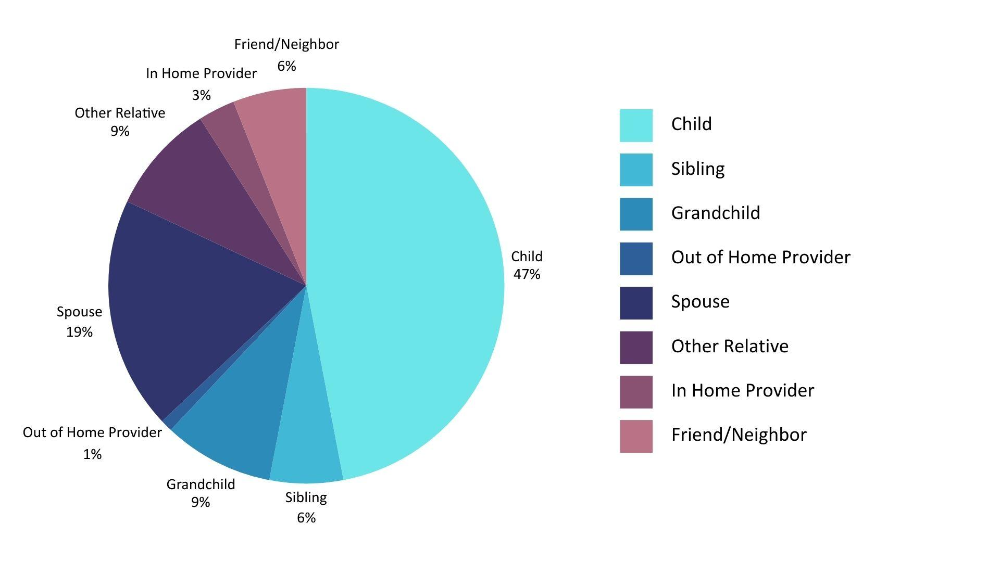 Friend/Neighbor
6%
In Home Provider
3%
Other Relative
9%
Child
47%
Spouse
19%
Out of Home Provider
1%
Grandchild
9%
Sibling
6%
Child
Sibling
Grandchild
Out of Home Provider
Spouse
Other Relative
In Home Provider
Friend/Neighbor